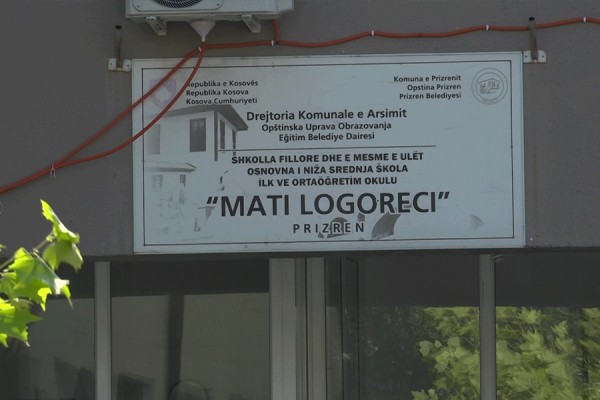 Republika e Kosovës
Republika Kosova
Kosova Cumhuriyeti
Komuna e Prizrenit
Opstina Prizren
Prizren Belediyesi
Drejtoria Komunale e Arsimit
Opštinska Uprava Obrazovanja
Eğitim Belediye Dairesi
SHKOLLA FILLORE DHE E MESME E ULËT
OSNOVNA I NIŽA SREDNJA ŠKOLA
İLK VE ORTAÖĞRETİM OKULU
“MATI LOGORECI”
PRIZREN